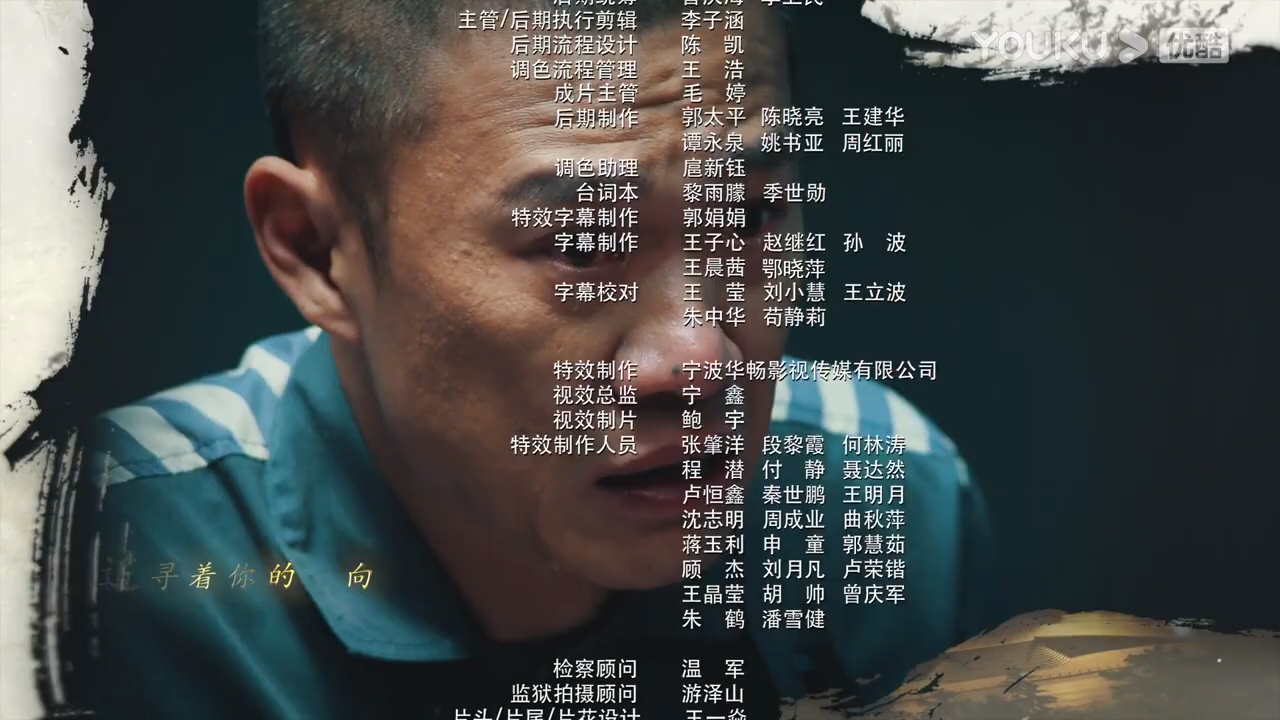 YOUKU 优酷
主管/后期执行剪辑 李子涵
后期流程设计 陈 凯
调色流程管理 王 浩
成片主管 毛 婷
后期制作 郭太平 陈晓亮 王建华
谭永泉 姚书亚 周红丽
调色助理 扈新钰
台词本 黎雨朦 季世勋
特效字幕制作 郭娟娟
字幕制作 王子心 赵继红 孙 波
王晨茜 鄂晓萍
字幕校对 王 莹 刘小慧 王立波
朱中华 苟静莉
特效制作 宁波华畅影视传媒有限公司
视效总监 宁 鑫
视效制片 鲍 宇
特效制作人员 张肇洋 段黎霞 何林涛
程 潜 付 静 聂达然
卢恒鑫 秦世鹏 王明月
沈志明 周成业 曲秋萍
蒋玉利 申 童 郭慧茹
顾 杰 刘月凡 卢荣锴
王晶莹 胡 帅 曾庆军
朱 鹤 潘雪健
追寻着你的 向
检察顾问 温 军
监狱拍摄顾问 游泽山
片头/片尾/片花设计 王一焱